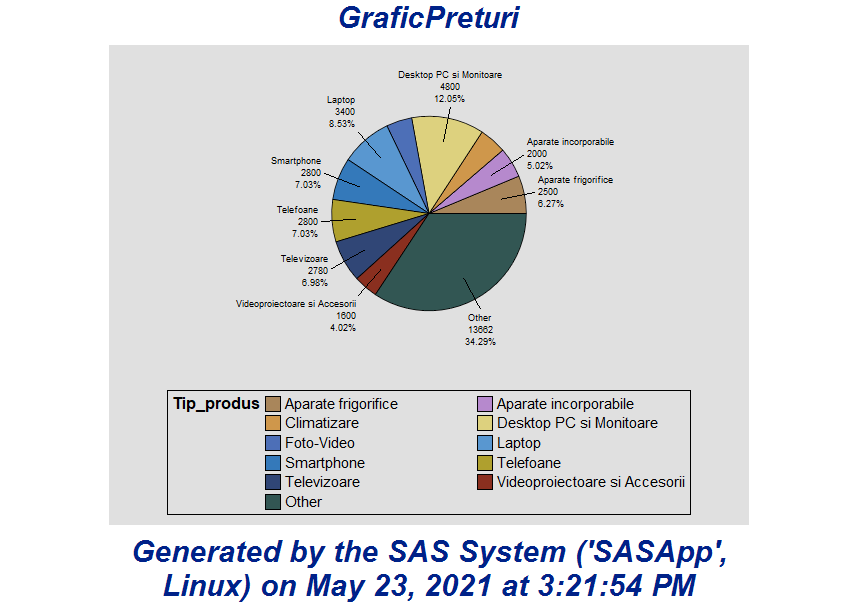 GraficPreturi
Desktop PC si Monitoare
4800
12.05%
Laptop
3400
8.53%
Aparate incorporabile
2000
5.02%
Smartphone
2800
7.03%
Aparate frigorifice
2500
6.27%
Telefoane
2800
7.03%
Televizoare
2780
6.98%
Videoproiectoare si Accesorii
1600
4.02%
Other
13662
34.29%
Tip_produs
Aparate frigorifice
Aparate incorporabile
Climatizare
Desktop PC si Monitoare
Foto-Video
Laptop
Smartphone
Telefoane
Televizoare
Videoproiectoare si Accesorii
Other
Generated by the SAS System ('SASApp',
Linux) on May 23, 2021 at 3:21:54 PM